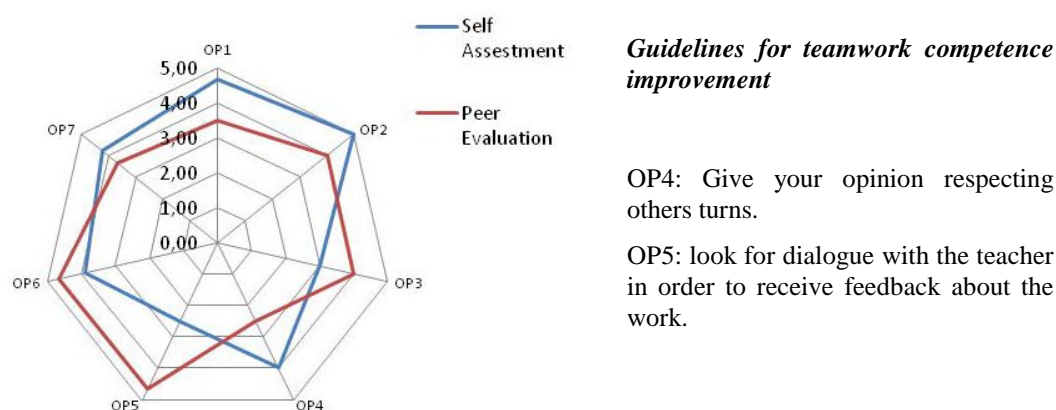 OP1
5,00
4,00
3,00
2,00
1,00
0,00
OP2
OP3
OP4
OP5
OP6
OP7
Self
Assestment
Peer
Evaluation
Guidelines for teamwork competence
improvement
OP4: Give your opinion respecting
others turns.
OP5: look for dialogue with the teacher
in order to receive feedback about the
work.